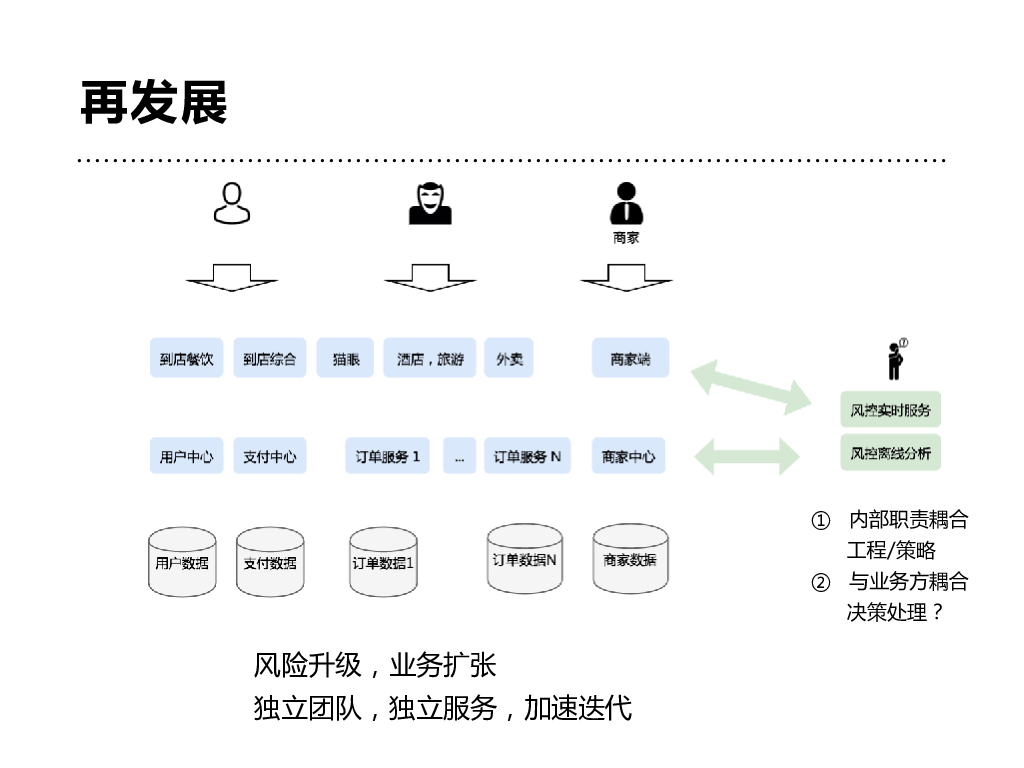 再发展
商家
到店餐饮 到店综合 猫眼 酒店，旅游 外卖 商家端
?
风控实时服务
用户中心 支付中心 订单服务 1 ... 订单服务 N 商家中心
风控离线分析
用户数据 支付数据 订单数据1 订单数据N 商家数据
① 内部职责耦合
工程/策略
② 与业务方耦合
决策处理？
风险升级，业务扩张
独立团队，独立服务，加速迭代